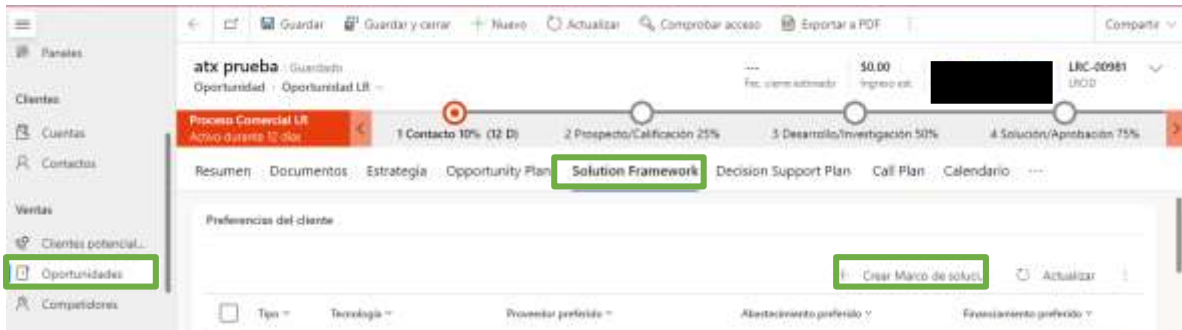 Guardar Guardar y cerrar Nuevo Actualizar Comprobar acceso Exportar a PDF Compartir
Paneles
atx prueba Guardado
Oportunidad Oportunidad LR
--- $0.00 LRC-00981
Fec. cierre estimado Ingreso est.
Clientes
Cuentas
Contactos
Proceso Comercial LR
Activo durante 12 días
1 Contacto 10% (12 D) 2 Prospecto/Calificación 25% 3 Desarrollo/Investigación 50% 4 Solución/Aprobación 75%
Resumen Documentos Estrategia Opportunity Plan Solution Framework Decision Support Plan Call Plan Calendario ...
Ventas
Clientes potencial...
Oportunidades
Competidores
Preferencias del cliente
Crear Marco de soluci Actualizar
Tipo Tecnología Proveedor preferido Abastecimiento preferido Financiamiento preferido